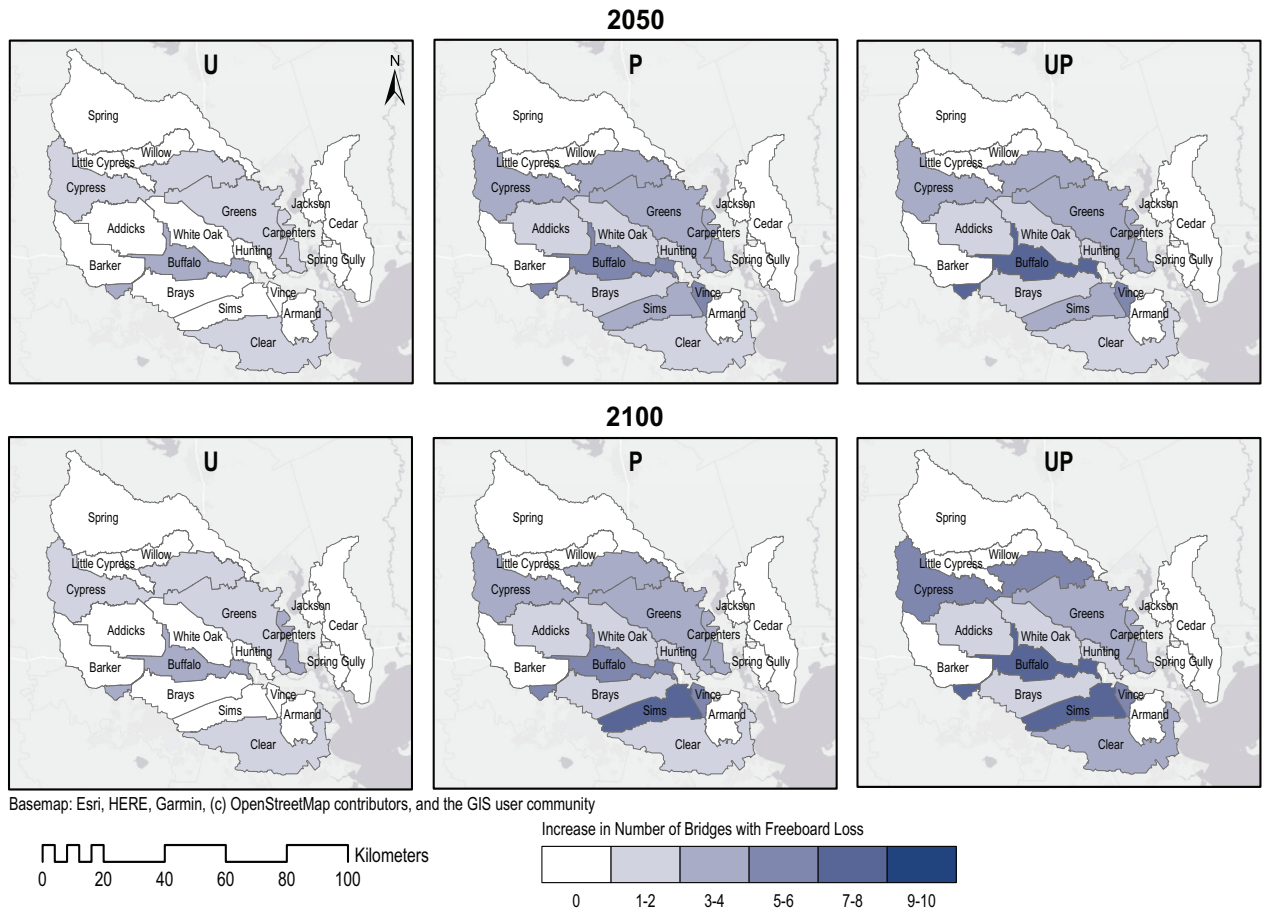 2050
U
N
Spring
Willow
Little Cypress
Cypress
Greens
Jackson
Addicks
White Oak
Carpenters
Cedar
Hunting
Barker
Buffalo
Spring Gully
Brays
Vince
Sims
Armand
Clear
P
Spring
Willow
Little Cypress
Cypress
Greens
Jackson
Addicks
White Oak
Carpenters
Cedar
Hunting
Barker
Buffalo
Spring Gully
Brays
Vince
Sims
Armand
Clear
UP
Spring
Willow
Little Cypress
Cypress
Greens
Jackson
Addicks
White Oak
Carpenters
Cedar
Hunting
Barker
Buffalo
Spring Gully
Brays
Vince
Sims
Armand
Clear
2100
U
Spring
Willow
Little Cypress
Cypress
Greens
Jackson
Addicks
White Oak
Carpenters
Cedar
Hunting
Barker
Buffalo
Spring Gully
Brays
Vince
Sims
Armand
Clear
P
Spring
Willow
Little Cypress
Cypress
Greens
Jackson
Addicks
White Oak
Carpenters
Cedar
Hunting
Barker
Buffalo
Spring Gully
Brays
Vince
Sims
Armand
Clear
UP
Spring
Willow
Little Cypress
Cypress
Greens
Jackson
Addicks
White Oak
Carpenters
Cedar
Hunting
Barker
Buffalo
Spring Gully
Brays
Vince
Sims
Armand
Clear
Basemap: Esri, HERE, Garmin, (c) OpenStreetMap contributors, and the GIS user community
Kilometers
0 20 40 60 80 100
Increase in Number of Bridges with Freeboard Loss
0 1-2 3-4 5-6 7-8 9-10